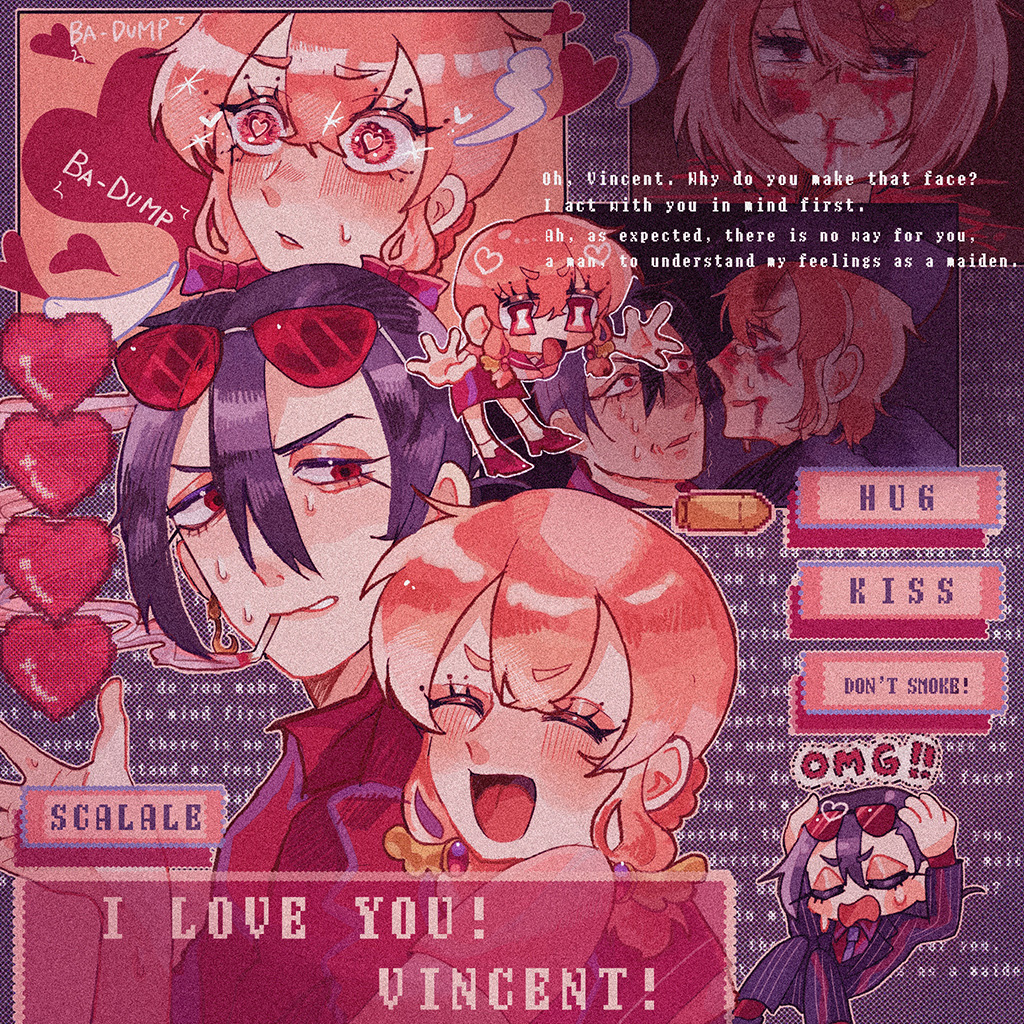 BA-DUMP
BA-DUMP
Oh, Vincent. Why do you make that face?
I act with you in mind first.
Ah, as expected, there is no way for you,
a man, to understand my feelings as a maiden.
HUG
KISS
DON'T SMOKE!
OMG!!
SCALALE
I LOVE YOU!
VINCENT!